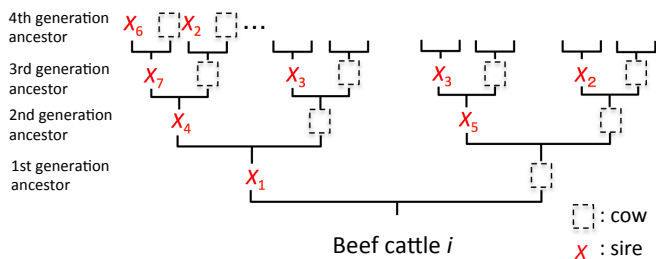 4th generation ancestor
X6 X2 ...
3rd generation ancestor
X7 X3 X3 X2
2nd generation ancestor
X4 X5
1st generation ancestor
X1
: cow
Beef cattle i
X : sire